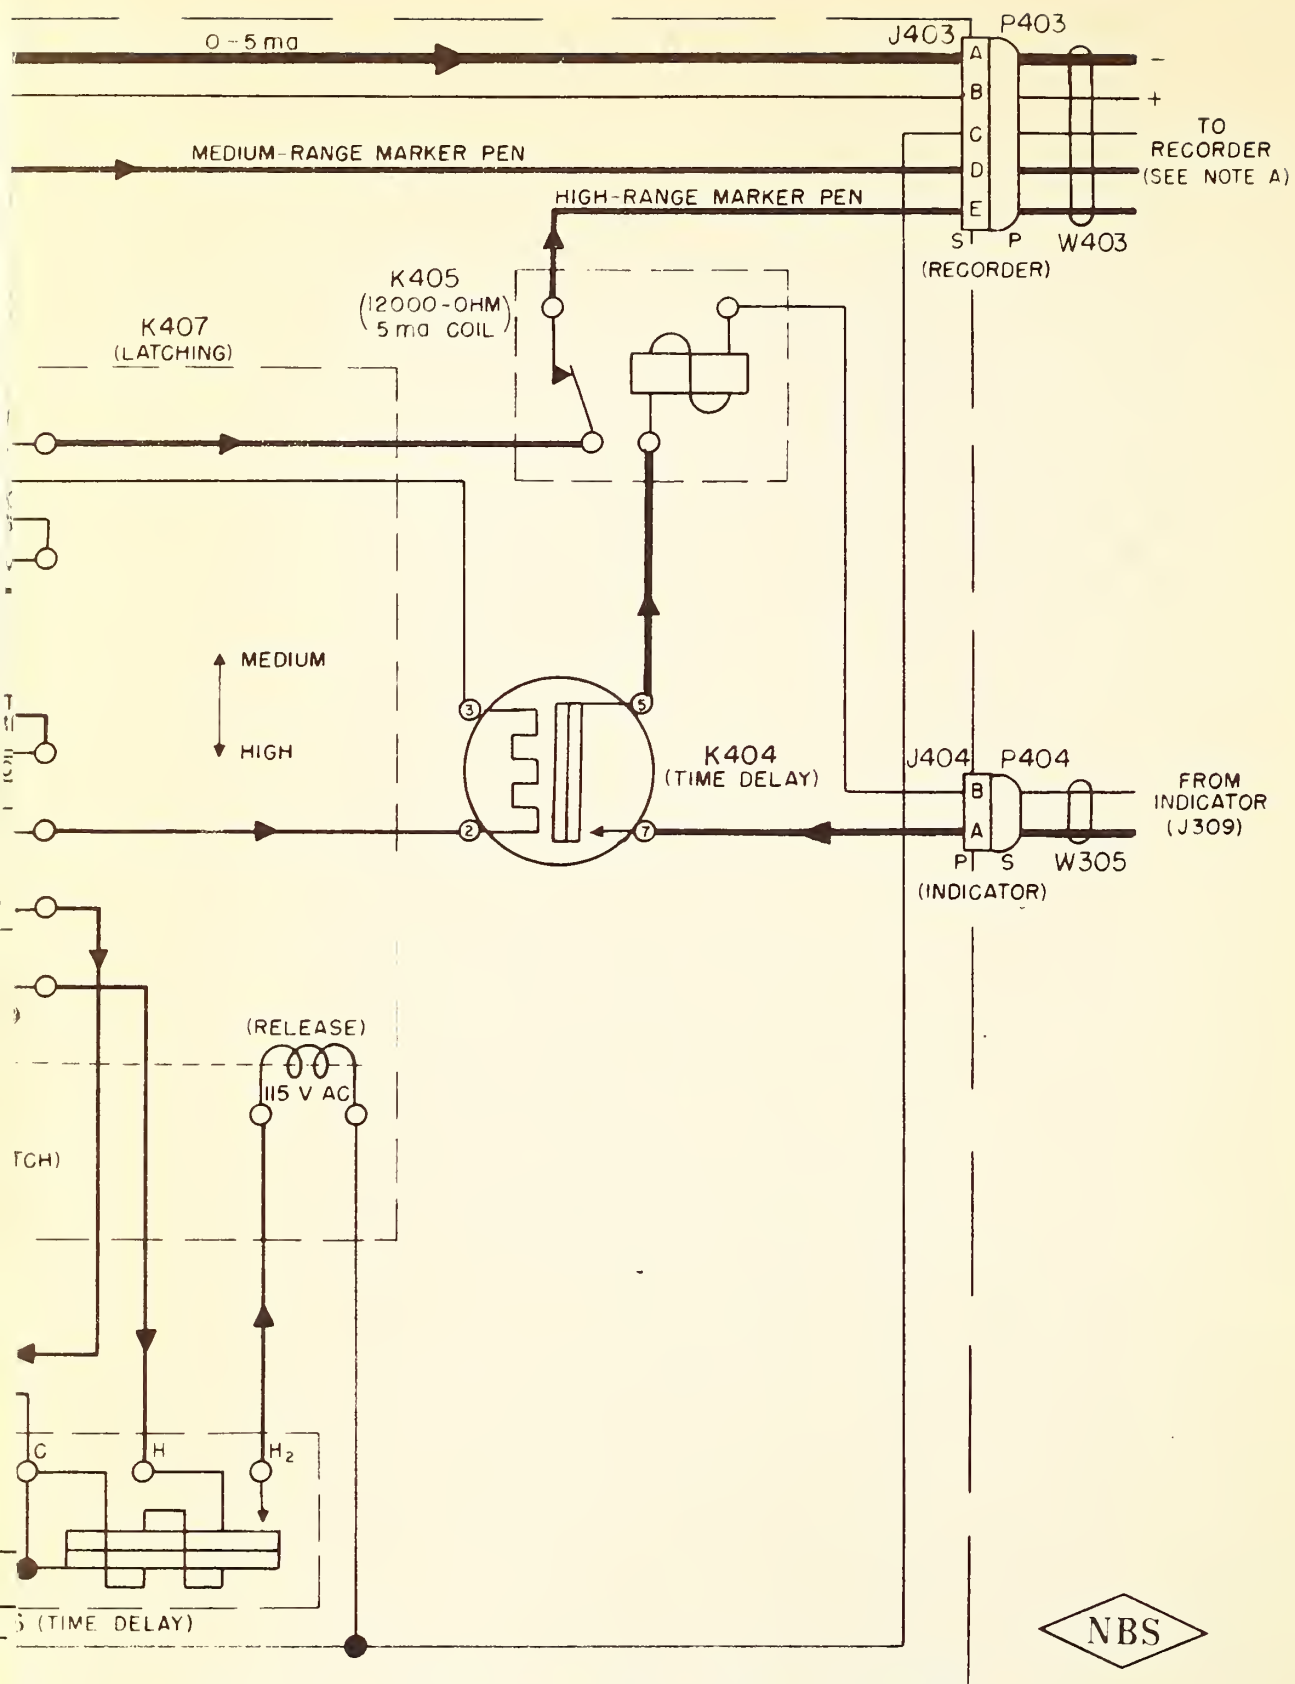 0-5 ma
J403
P403
A
B
C
D
E
-
+
TO
RECORDER
(SEE NOTE A)
MEDIUM-RANGE MARKER PEN
HIGH-RANGE MARKER PEN
S
P
W403
(RECORDER)
K405
(12000-OHM)
5 ma COIL
K407
(LATCHING)
MEDIUM
HIGH
3
5
2
7
K404
(TIME DELAY)
J404
P404
B
A
FROM
INDICATOR
(J309)
P
S
W305
(INDICATOR)
(RELEASE)
115 V AC
TCH)
C
H
H2
(TIME DELAY)
NBS